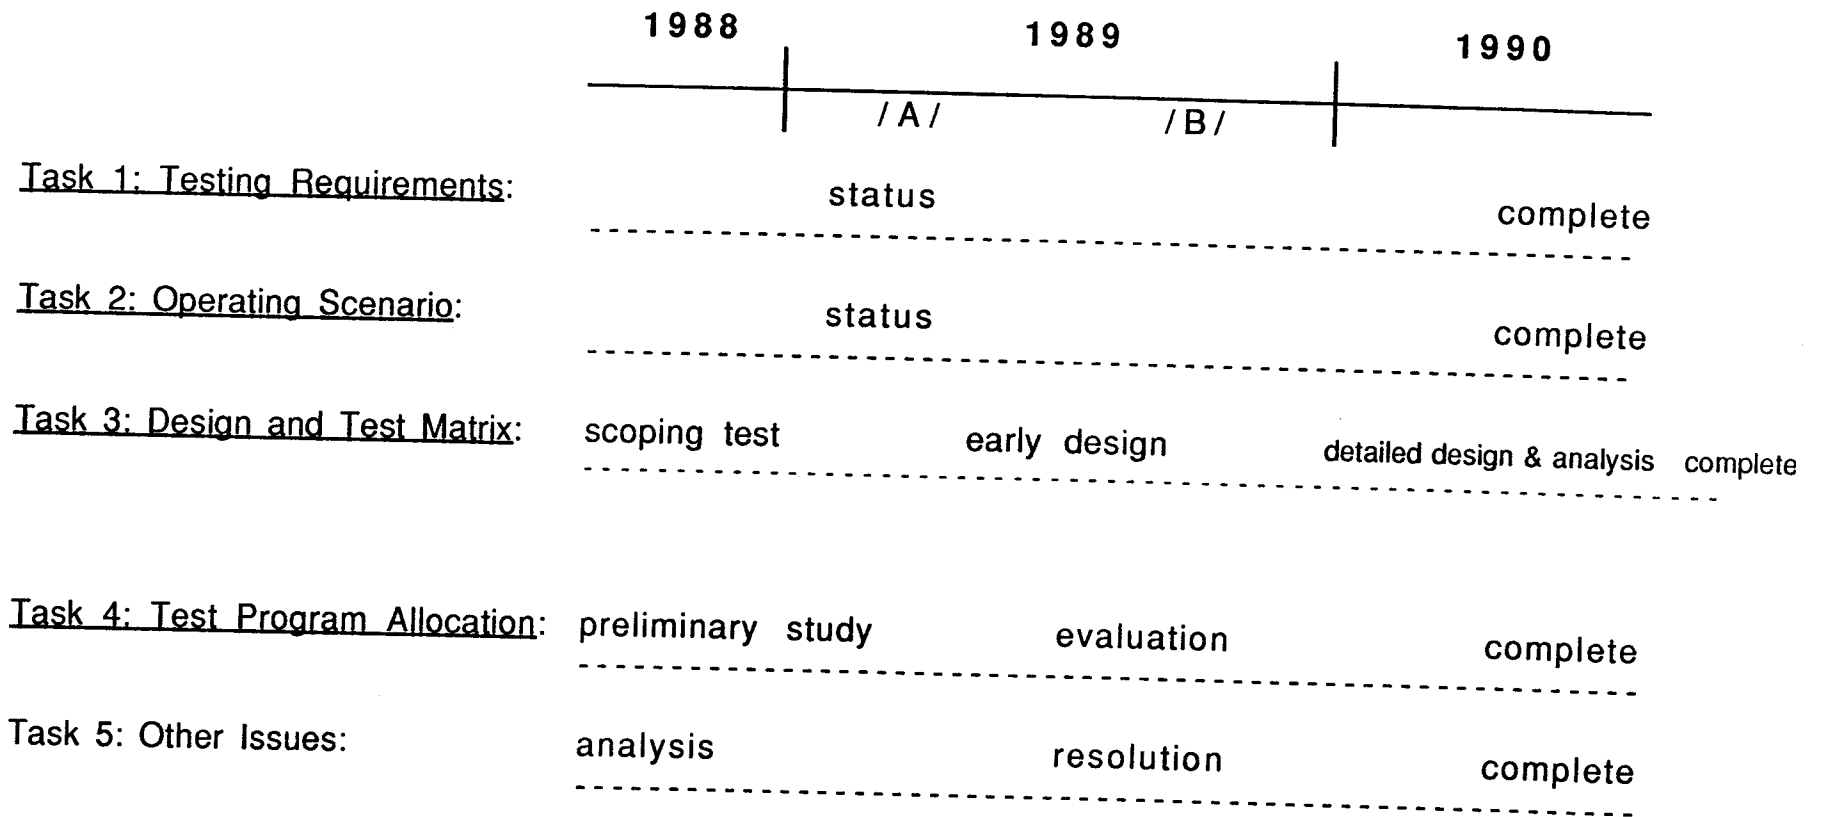 1988 1989 1990
/A/ /B/
Task 1: Testing Requirements: status complete
Task 2: Operating Scenario: status complete
Task 3: Design and Test Matrix: scoping test early design detailed design & analysis complete
Task 4: Test Program Allocation: preliminary study evaluation complete
Task 5: Other Issues: analysis resolution complete